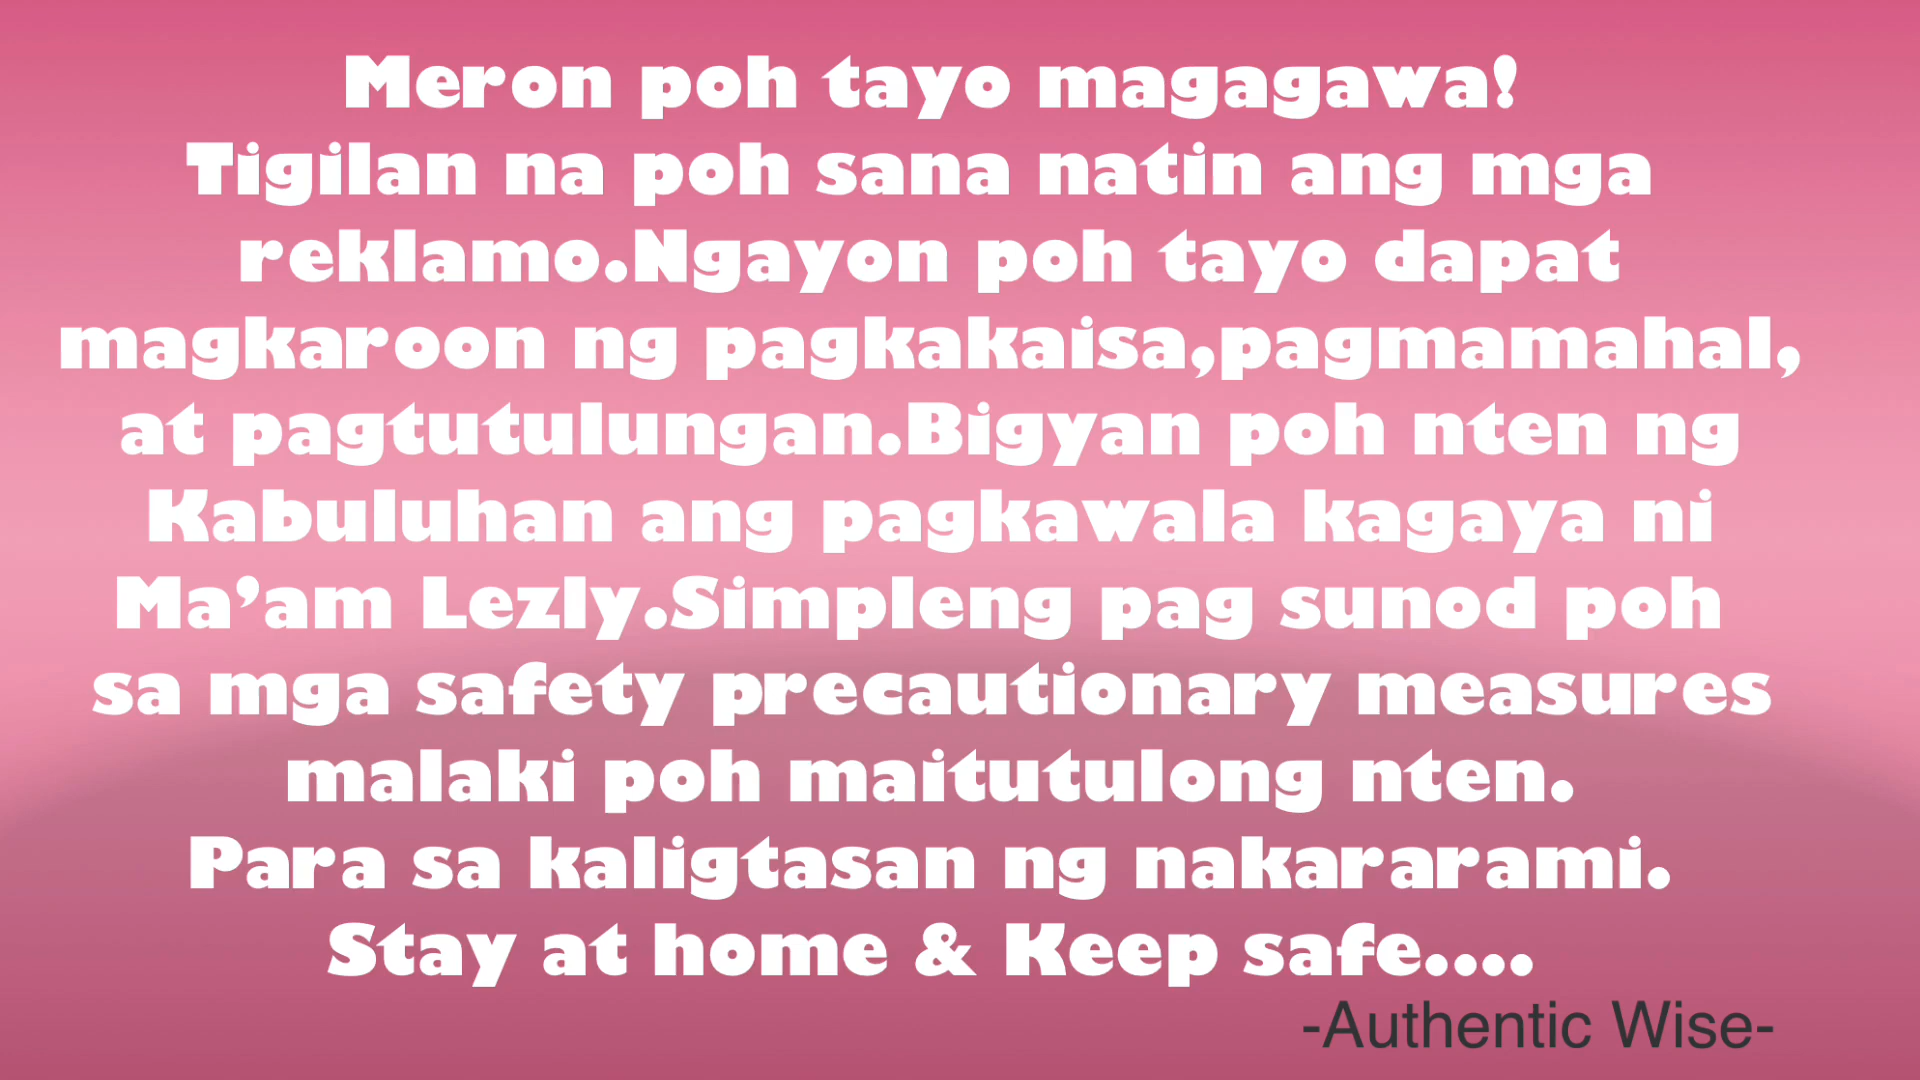 Meron poh tayo magagawa!
Tigilan na poh sana natin ang mga
reklamo.Ngayon poh tayo dapat
magkaroon ng pagkakaisa,pagmamahal,
at pagtutulungan.Bigyan poh nten ng
Kabuluhan ang pagkawala kagaya ni
Ma’am Lezly.Simpleng pag sunod poh
sa mga safety precautionary measures
malaki poh maitutulong nten.
Para sa kaligtasan ng nakararami.
Stay at home & Keep safe....
-Authentic Wise-